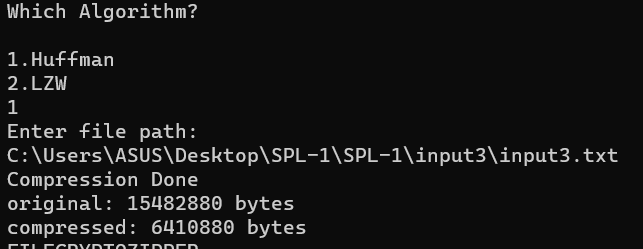 Which Algorithm?
1.Huffman
2.LZW
1
Enter file path:
C:\Users\ASUS\Desktop\SPL-1\SPL-1\input3\input3.txt
Compression Done
original: 15482880 bytes
compressed: 6410880 bytes